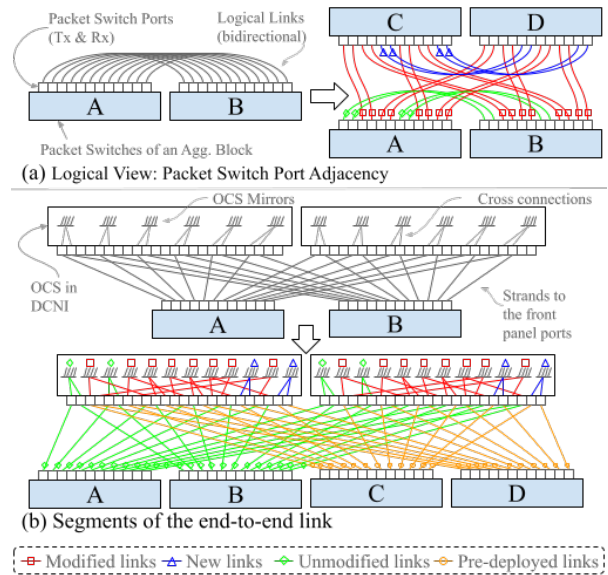 Packet Switch Ports
(Tx & Rx)
Logical Links
(bidirectional)
C
D
A
B
A
B
Packet Switches of an Agg. Block
(a) Logical View: Packet Switch Port Adjacency
OCS Mirrors
Cross connections
OCS in
DCNI
A
B
Strands to
the front
panel ports
A
B
C
D
(b) Segments of the end-to-end link
Modified links
New links
Unmodified links
Pre-deployed links